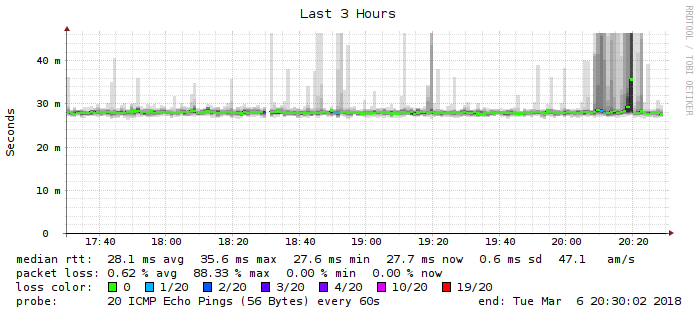 Last 3 Hours
RRDTOOL / TOBI OETIKER
Seconds
40 m
30 m
20 m
10 m
0
17:40 18:00 18:20 18:40 19:00 19:20 19:40 20:00 20:20
median rtt: 28.1 ms avg 35.6 ms max 27.6 ms min 27.7 ms now 0.6 ms sd 47.1 am/s
packet loss: 0.62 % avg 88.33 % max 0.00 % min 0.00 % now
loss color: 0 1/20 2/20 3/20 4/20 10/20 19/20
probe: 20 ICMP Echo Pings (56 Bytes) every 60s end: Tue Mar 6 20:30:02 2018